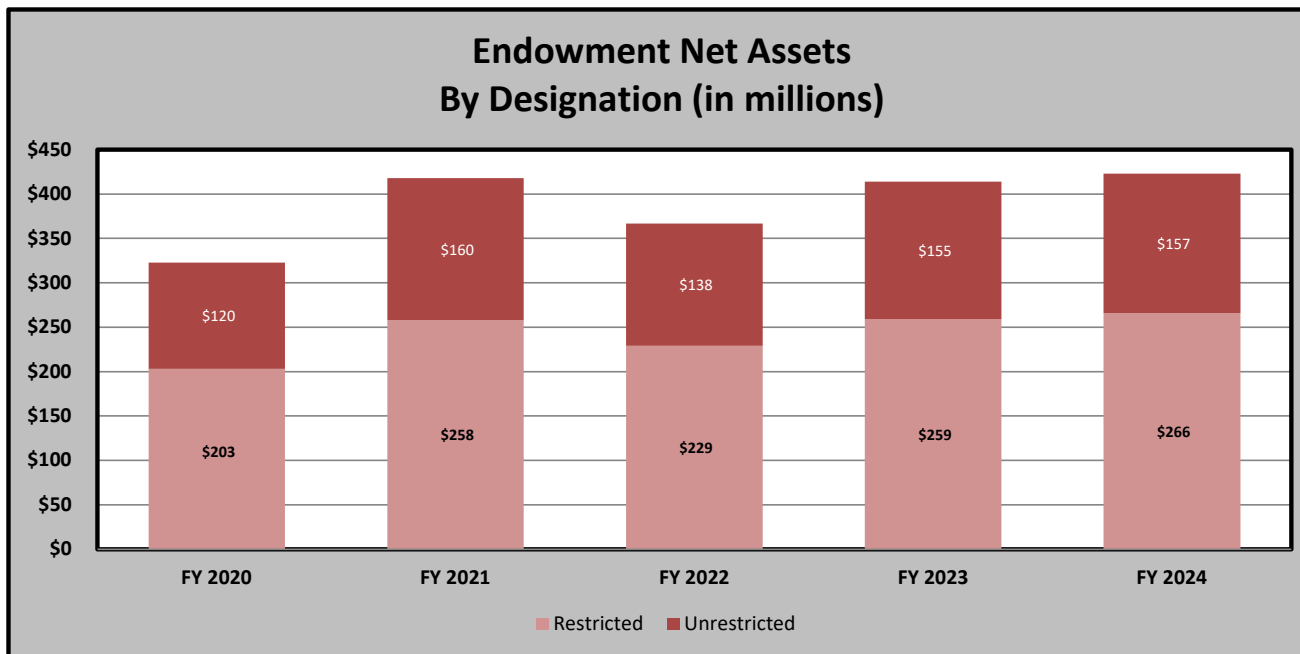 Endowment Net Assets
By Designation (in millions)
$450
$400
$350
$300
$250
$200
$150
$100
$50
$0
$120
$160
$138
$155
$157
$203
$258
$229
$259
$266
FY 2020
FY 2021
FY 2022
FY 2023
FY 2024
Restricted
Unrestricted